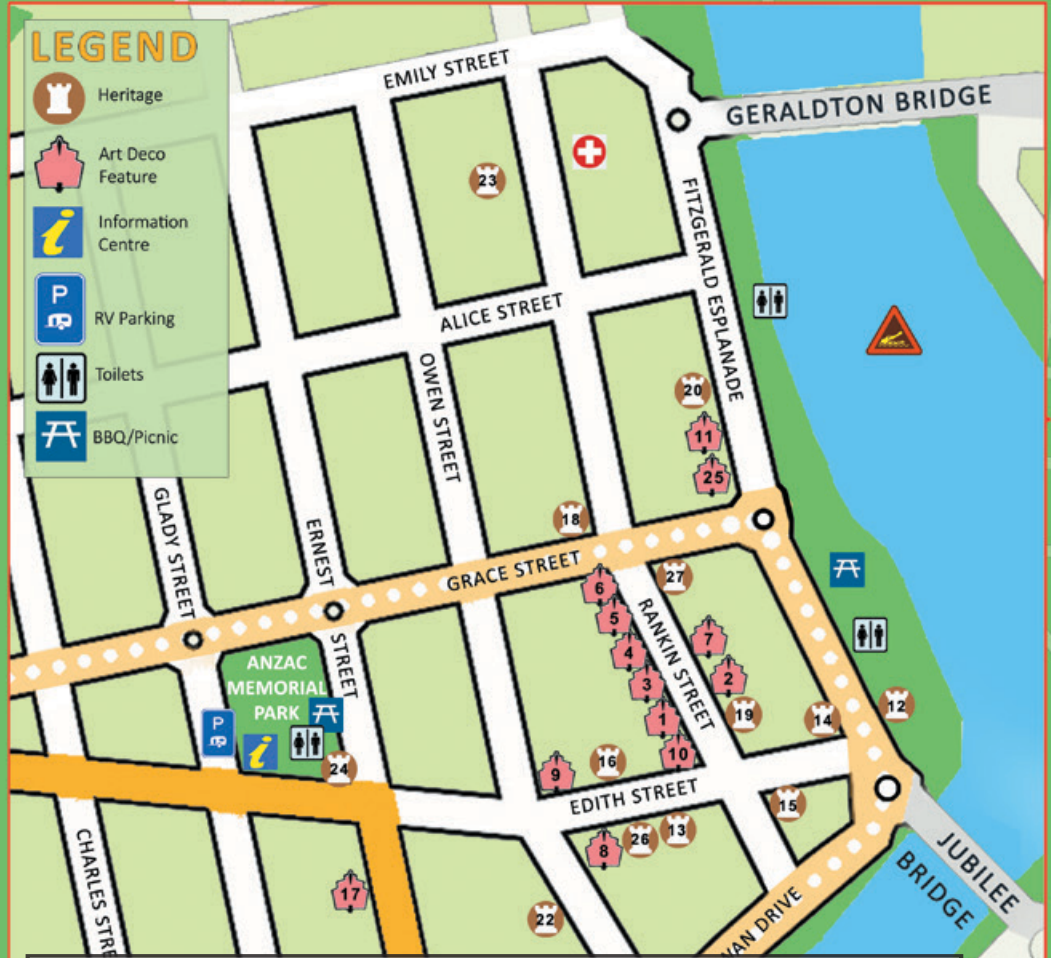 LEGEND
Heritage
Art Deco
Feature
Information
Centre
P
RV Parking
Toilets
BBQ/Picnic
EMILY STREET
GERALDTON BRIDGE
23
FITZGERALD ESPLANADE
ALICE STREET
OWEN STREET
20
11
25
GLADY STREET
ERNEST
STREET
18
GRACE STREET
27
6
5
4
3
1
10
RANKIN STREET
7
2
19
14
12
ANZAC
MEMORIAL
PARK
P
i
24
9
16
EDITH STREET
15
8
26
13
17
22
CHARLES STRE
VAN DRIVE
JUBILEE
BRIDGE